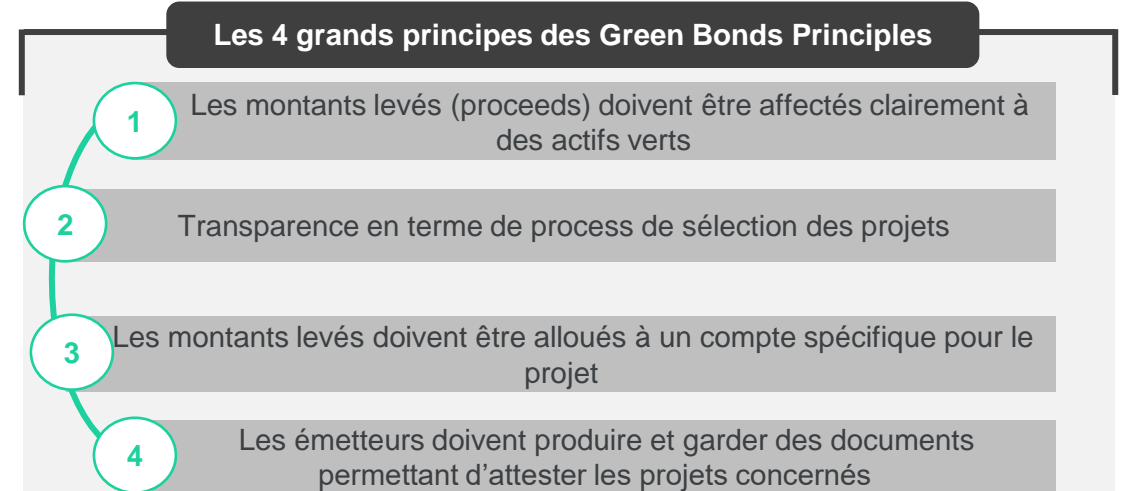 Les 4 grands principes des Green Bonds Principles
1
Les montants levés (proceeds) doivent être affectés clairement à
des actifs verts
2
Transparence en terme de process de sélection des projets
3
Les montants levés doivent être alloués à un compte spécifique pour le
projet
4
Les émetteurs doivent produire et garder des documents
permettant d'attester les projets concernés